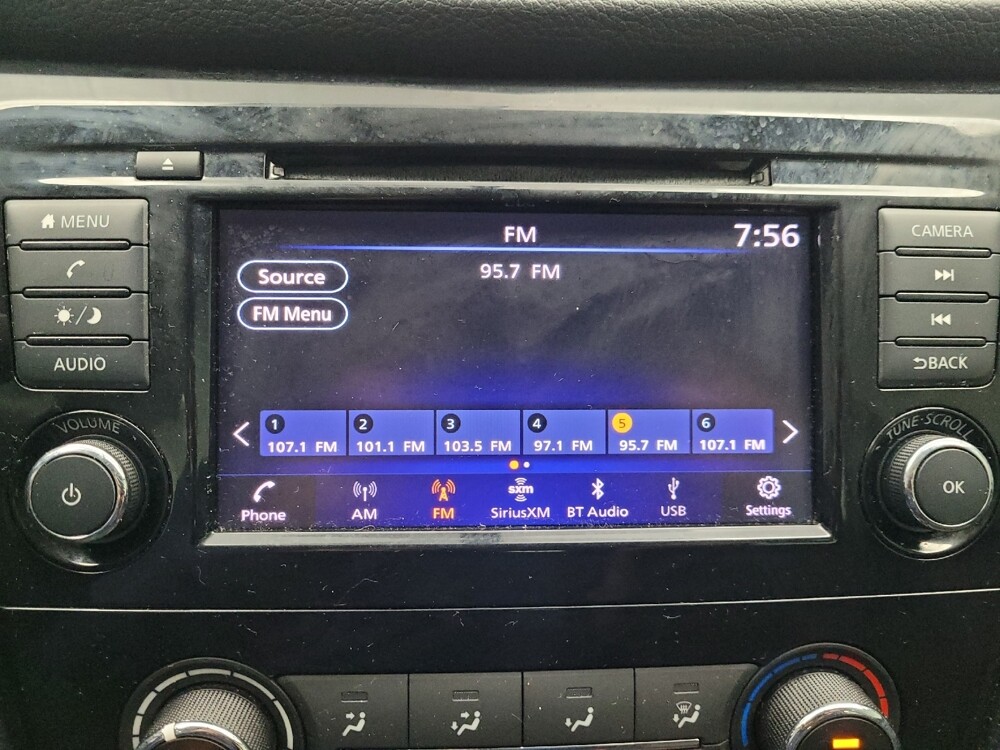 MENU
AUDIO
VOLUME
FM
7:56
Source
95.7 FM
FM Menu
1 2 3 4 5 6
107.1 FM 101.1 FM 103.5 FM 97.1 FM 95.7 FM 107.1 FM
sxm
Phone AM FM SiriusXM BT Audio USB Settings
CAMERA
BACK
TUNE·SCROLL
OK